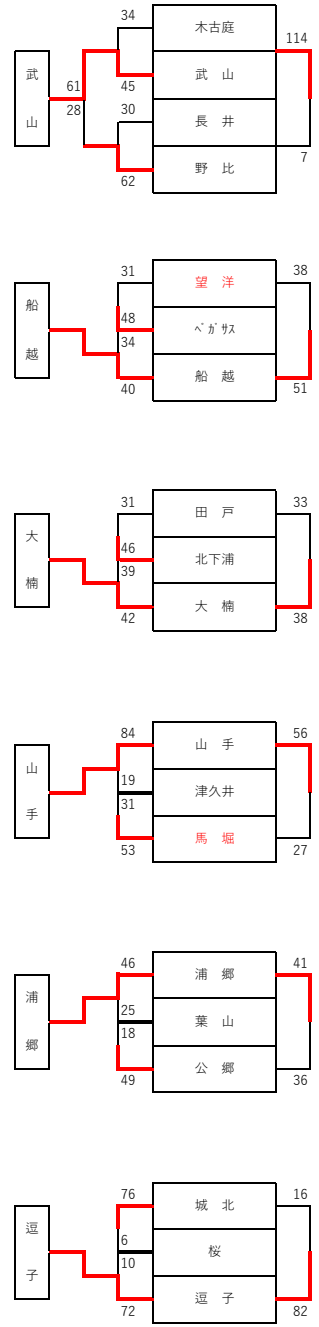 34
木古庭
114
武
山
61
28
武　山
45
30
長　井
62
野　比
7
31
望　洋
38
船
越
48
34
ﾍﾟｶﾞｻｽ
40
船　越
51
31
田　戸
33
大
楠
46
39
北下浦
42
大　楠
38
84
山　手
56
山
手
19
31
津久井
53
馬　堀
27
46
浦　郷
41
浦
郷
25
18
葉　山
49
公　郷
36
76
城　北
16
逗
子
6
10
桜
72
逗　子
82